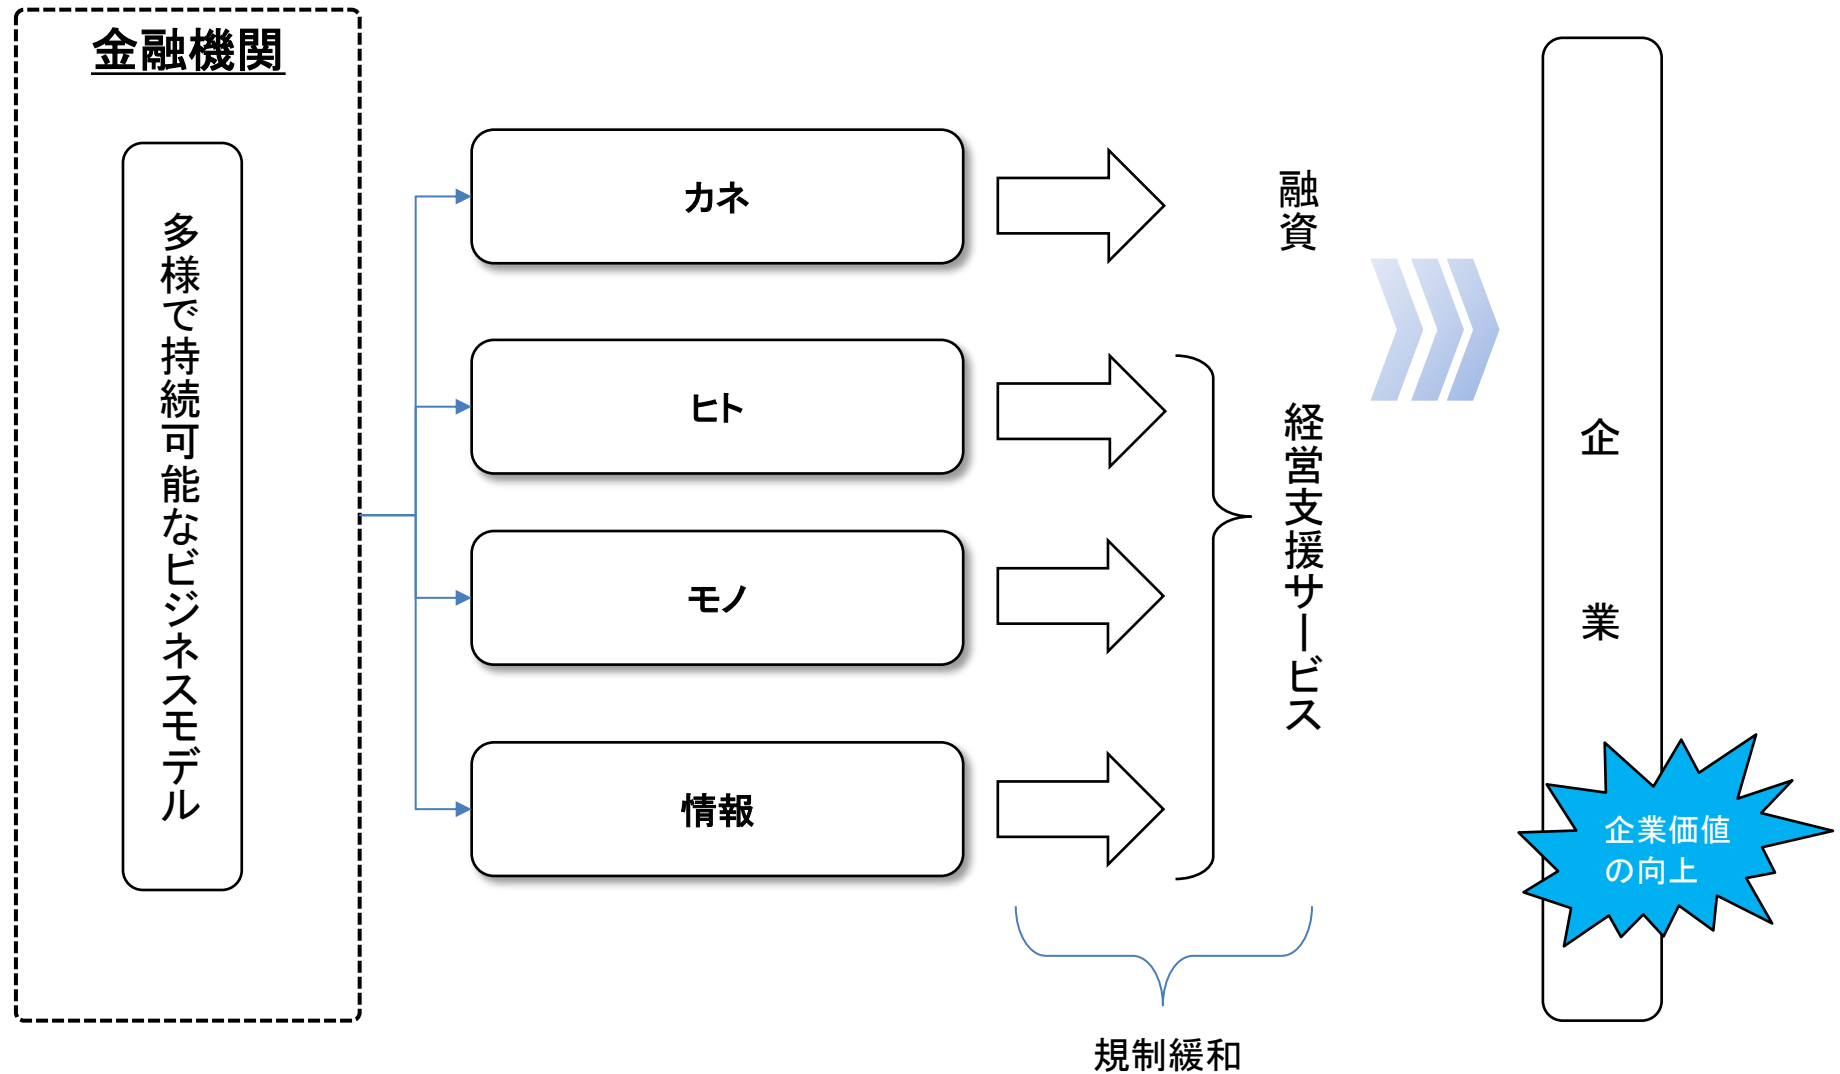 金融機関
多様で持続可能なビジネスモデル
カネ
ヒト
モノ
情報
融資
経営支援サービス
規制緩和
企業
企業価値
の向上